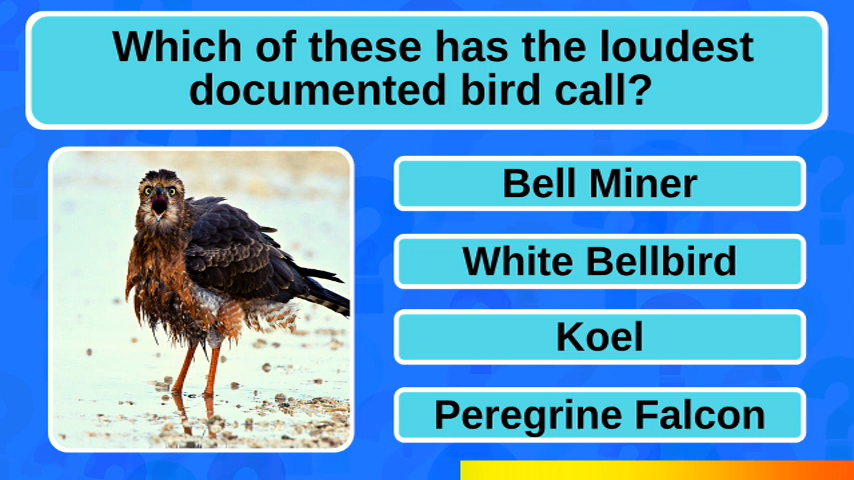 Which of these has the loudest
documented bird call?
Bell Miner
White Bellbird
Koel
Peregrine Falcon